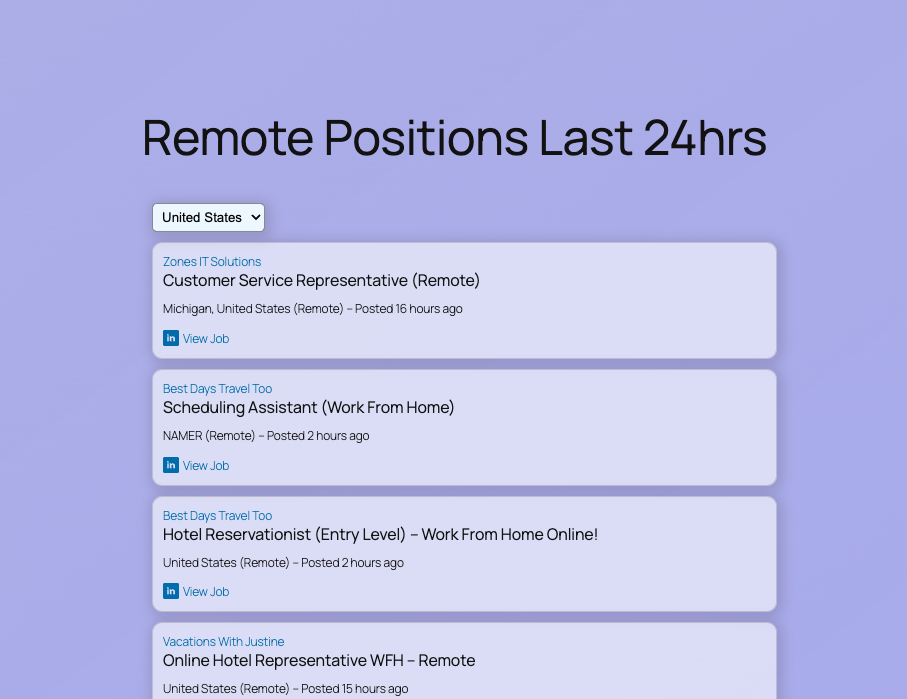 Remote Positions Last 24hrs
United States
Zones IT Solutions
Customer Service Representative (Remote)
Michigan, United States (Remote) – Posted 16 hours ago
in View Job
Best Days Travel Too
Scheduling Assistant (Work From Home)
NAMER (Remote) – Posted 2 hours ago
in View Job
Best Days Travel Too
Hotel Reservationist (Entry Level) – Work From Home Online!
United States (Remote) – Posted 2 hours ago
in View Job
Vacations With Justine
Online Hotel Representative WFH – Remote
United States (Remote) – Posted 15 hours ago